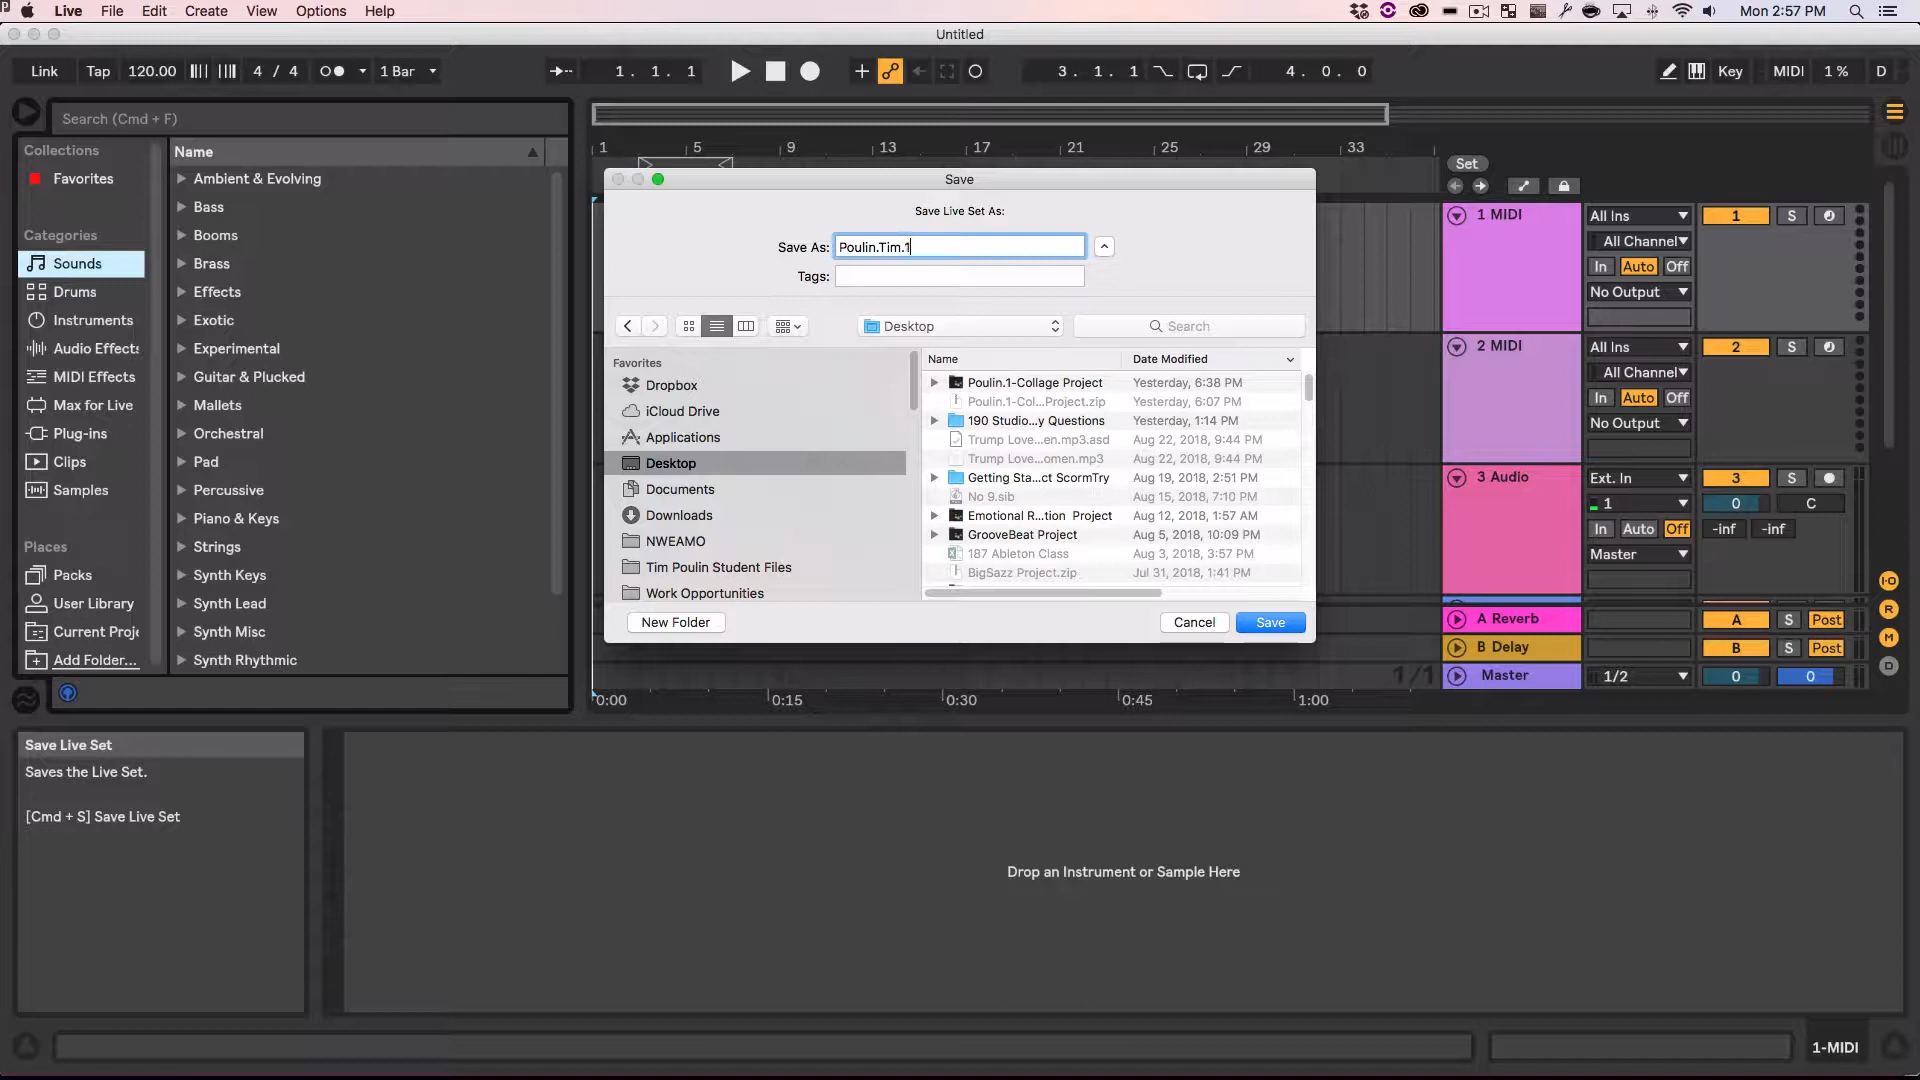 Live File Edit Create View Options Help Mon 2:57 PM
Untitled
Link Tap 120.00 4 / 4 1 Bar 1. 1. 1 3. 1. 1 4. 0. 0 Key MIDI 1 % D
Search (Cmd + F)
Collections
Favorites
Categories
Sounds
Drums
Instruments
Audio Effects
MIDI Effects
Max for Live
Plug-ins
Clips
Samples
Places
Packs
User Library
Current Proje
Add Folder...
Name
Ambient & Evolving
Bass
Booms
Brass
Effects
Exotic
Experimental
Guitar & Plucked
Mallets
Orchestral
Pad
Percussive
Piano & Keys
Strings
Synth Keys
Synth Lead
Synth Misc
Synth Rhythmic
1 5 9 13 17 21 25 29 33
Set
Save
Save Live Set As:
Save As: Poulin.Tim.1
Tags:
Desktop Search
Favorites
Dropbox
iCloud Drive
Applications
Desktop
Documents
Downloads
NWEAMO
Tim Poulin Student Files
Work Opportunities
Name Date Modified
Poulin.1-Collage Project Yesterday, 6:38 PM
Poulin.1-Col...Project.zip Yesterday, 6:07 PM
190 Studio...y Questions Yesterday, 1:14 PM
Trump Love...en.mp3.asd Aug 22, 2018, 9:44 PM
Trump Love...omen.mp3 Aug 22, 2018, 9:44 PM
Getting Sta...ct ScormTry Aug 19, 2018, 2:51 PM
No 9.sib Aug 15, 2018, 7:10 PM
Emotional R...tion Project Aug 12, 2018, 1:57 AM
GrooveBeat Project Aug 5, 2018, 10:09 PM
187 Ableton Class Aug 3, 2018, 3:57 PM
BigSazz Project.zip Jul 31, 2018, 1:41 PM
New Folder Cancel Save
1 MIDI All Ins 1 S
All Channel
In Auto Off
No Output
2 MIDI All Ins 2 S
All Channel
In Auto Off
No Output
3 Audio Ext. In 3 S
1 0 C
In Auto Off -inf -inf
Master
A Reverb A S Post
B Delay B S Post
1/1 Master 1/2 0 0
I·O
R
M
D
0:00 0:15 0:30 0:45 1:00
Save Live Set
Saves the Live Set.
[Cmd + S] Save Live Set
Drop an Instrument or Sample Here
1-MIDI